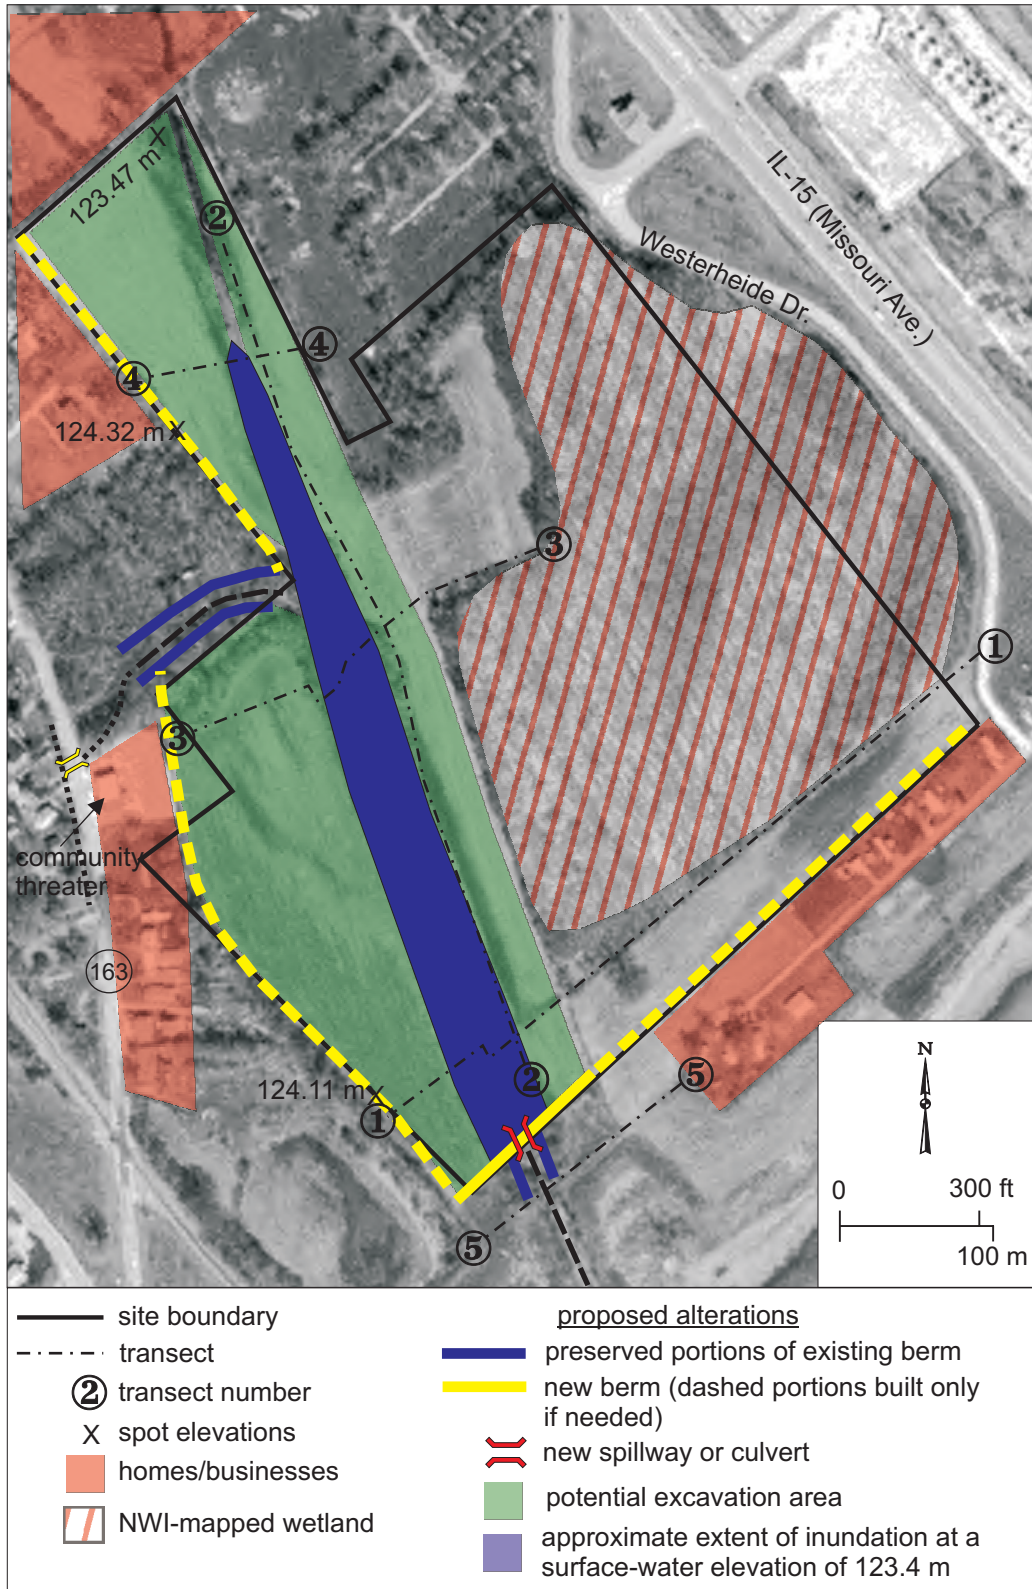 123.47 m X
2
IL-15 (Missouri Ave.)
Westerheide Dr.
4
4
124.32 m X
3
1
3
community
threater
163
124.11 m X
1
2
5
5
N
0 300 ft
100 m
site boundary
transect
2 transect number
X spot elevations
homes/businesses
NWI-mapped wetland
proposed alterations
preserved portions of existing berm
new berm (dashed portions built only
if needed)
new spillway or culvert
potential excavation area
approximate extent of inundation at a
surface-water elevation of 123.4 m